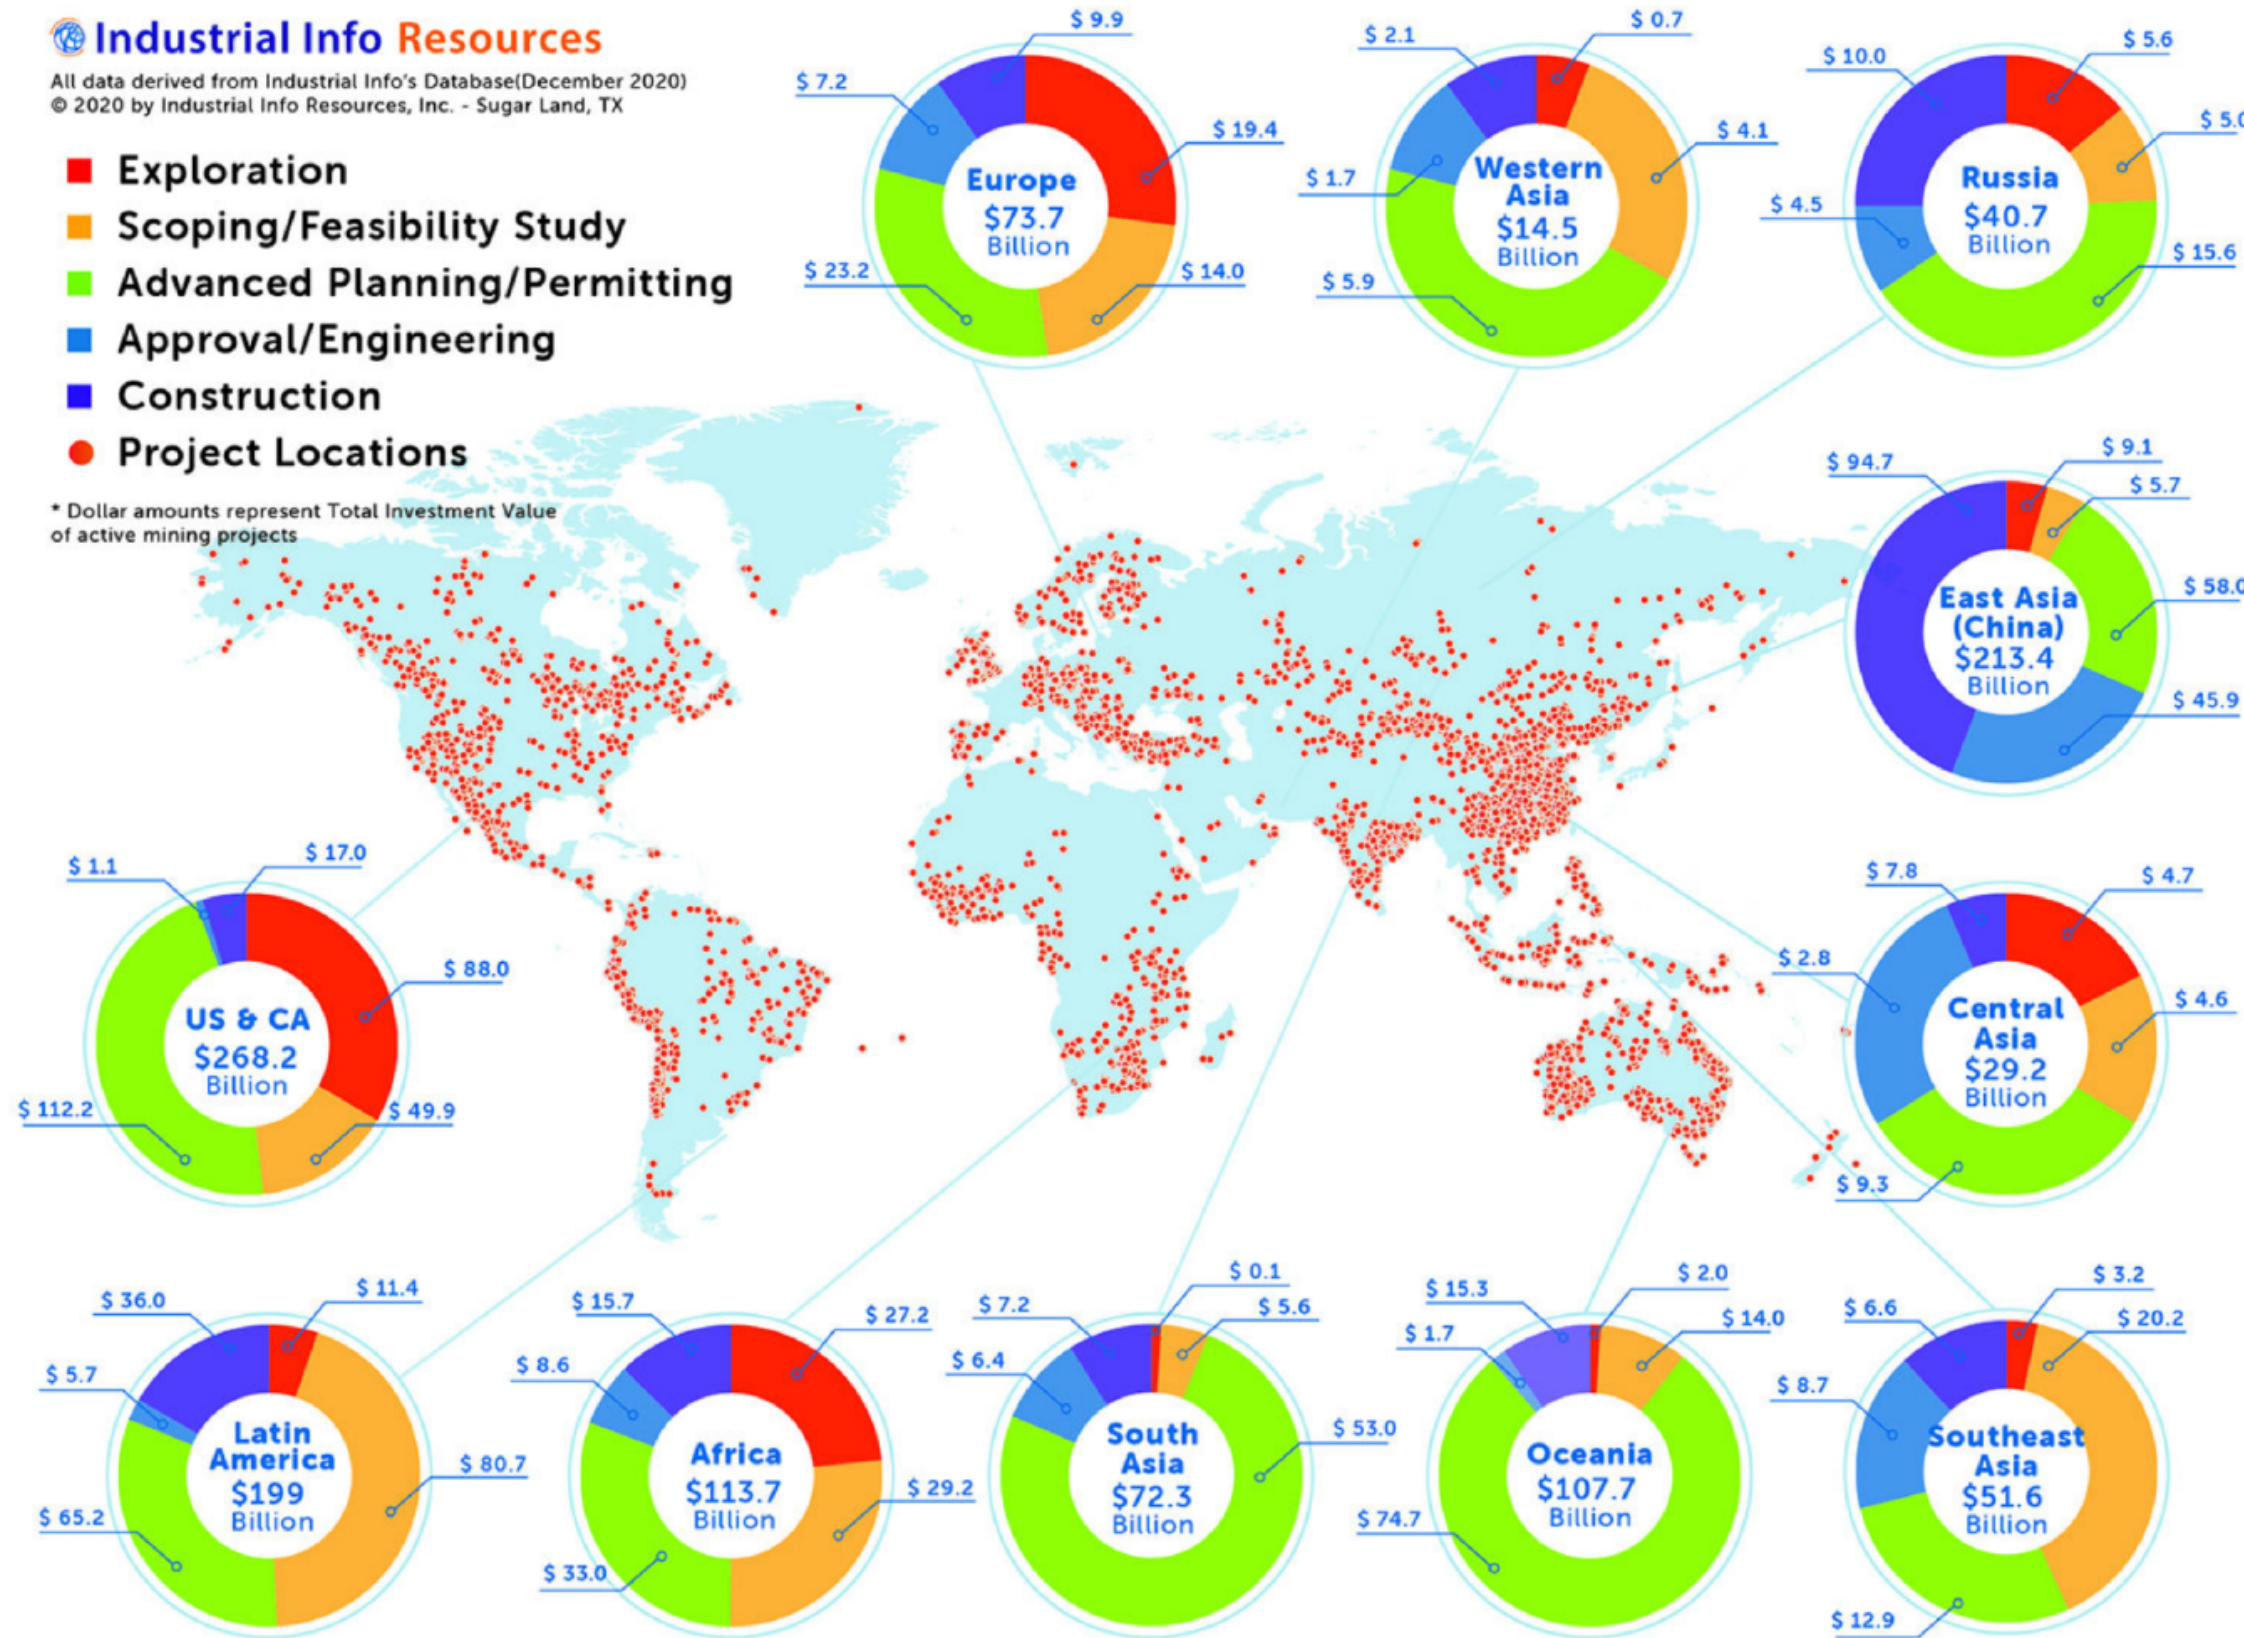 Industrial Info Resources
All data derived from Industrial Info's Database(December 2020)
© 2020 by Industrial Info Resources, Inc. - Sugar Land, TX
Exploration
Scoping/Feasibility Study
Advanced Planning/Permitting
Approval/Engineering
Construction
Project Locations
* Dollar amounts represent Total Investment Value
of active mining projects
$ 9.9
$ 7.2
$ 19.4
Europe
$73.7
Billion
$ 23.2
$ 14.0
$ 0.7
$ 2.1
$ 4.1
Western
Asia
$14.5
Billion
$ 1.7
$ 5.9
$ 5.6
$ 10.0
$ 5.0
Russia
$40.7
Billion
$ 4.5
$ 15.6
$ 9.1
$ 94.7
$ 5.7
East Asia
(China)
$213.4
Billion
$ 58.0
$ 45.9
$ 17.0
$ 1.1
$ 88.0
US & CA
$268.2
Billion
$ 112.2
$ 49.9
$ 7.8
$ 4.7
$ 2.8
Central
Asia
$29.2
Billion
$ 4.6
$ 9.3
$ 11.4
$ 36.0
$ 5.7
Latin
America
$199
Billion
$ 80.7
$ 65.2
$ 15.7
$ 27.2
$ 8.6
Africa
$113.7
Billion
$ 29.2
$ 33.0
$ 0.1
$ 7.2
$ 5.6
$ 6.4
South
Asia
$72.3
Billion
$ 53.0
$ 2.0
$ 15.3
$ 14.0
$ 1.7
Oceania
$107.7
Billion
$ 74.7
$ 3.2
$ 6.6
$ 20.2
$ 8.7
Southeast
Asia
$51.6
Billion
$ 12.9